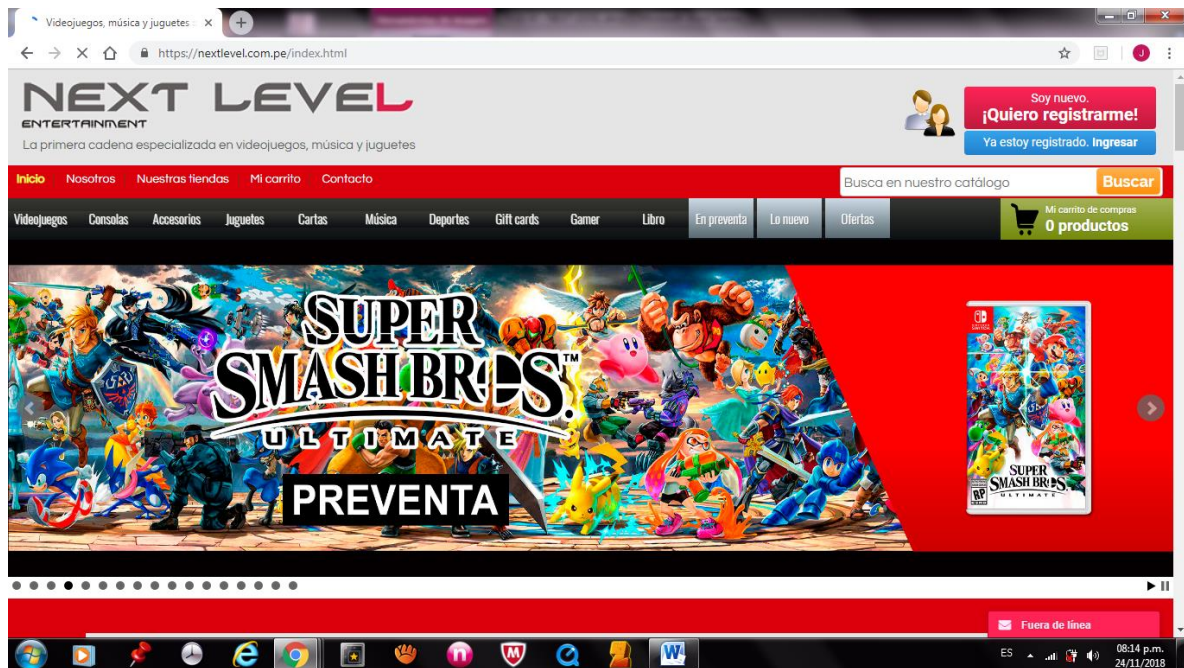 Videojuegos, música y juguetes
https://nextlevel.com.pe/index.html
J
NEXT LEVEL
ENTERTAINMENT
La primera cadena especializada en videojuegos, música y juguetes
Soy nuevo.
¡Quiero registrarme!
Ya estoy registrado. Ingresar
Inicio Nosotros Nuestras tiendas Mi carrito Contacto
Busca en nuestro catálogo Buscar
Videojuegos Consolas Accesorios Juguetes Cartas Música Deportes Gift cards Gamer Libro En preventa Lo nuevo Ofertas
Mi carrito de compras
0 productos
SUPER
SMASH BROS.™
ULTIMATE
PREVENTA
SUPER
SMASH BROS.
ULTIMATE
RP
Fuera de línea
ES
08:14 p.m.
24/11/2018